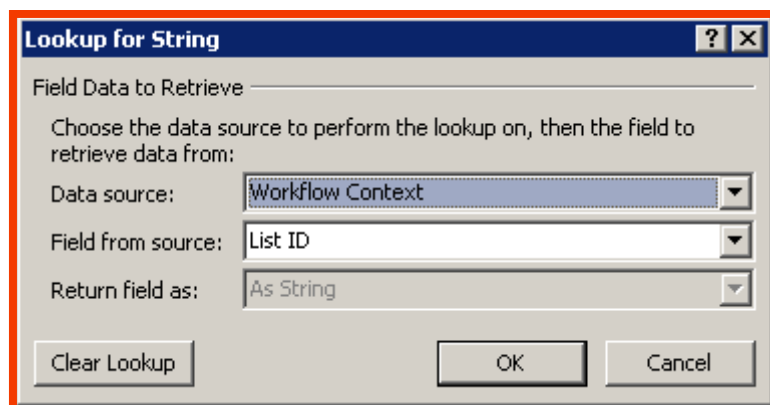 Lookup for String
Field Data to Retrieve
Choose the data source to perform the lookup on, then the field to
retrieve data from:
Data source: Workflow Context
Field from source: List ID
Return field as: As String
Clear Lookup OK Cancel